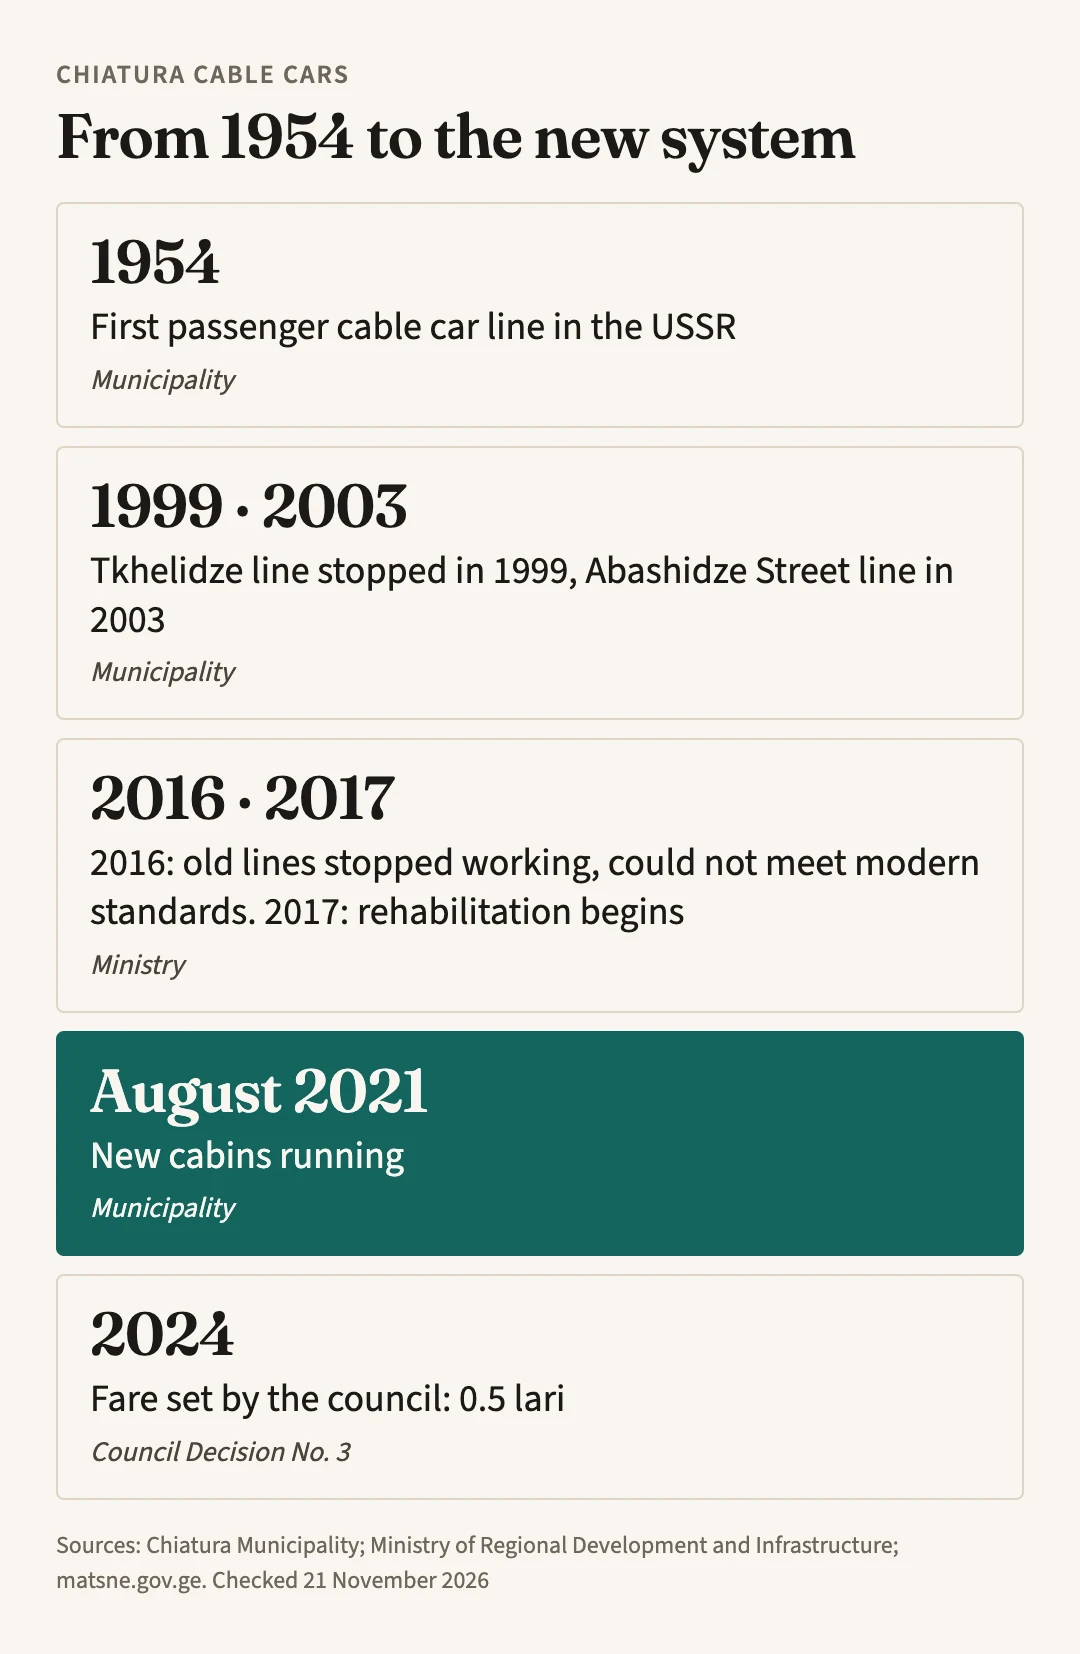 CHIATURA CABLE CARS
From 1954 to the new system
1954
First passenger cable car line in the USSR
Municipality
1999 · 2003
Tkhelidze line stopped in 1999, Abashidze Street line in
2003
Municipality
2016 · 2017
2016: old lines stopped working, could not meet modern
standards. 2017: rehabilitation begins
Ministry
August 2021
New cabins running
Municipality
2024
Fare set by the council: 0.5 lari
Council Decision No. 3
Sources: Chiatura Municipality; Ministry of Regional Development and Infrastructure;
matsne.gov.ge. Checked 21 November 2026